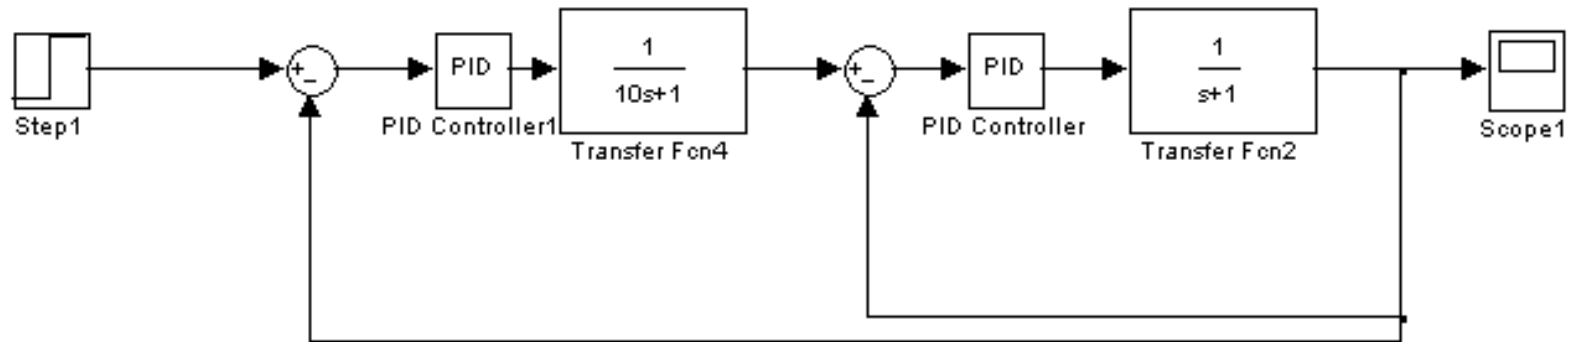 Step1
+
−
PID
PID Controller1
1
10s+1
Transfer Fcn4
+
−
PID
PID Controller
1
s+1
Transfer Fcn2
Scope1